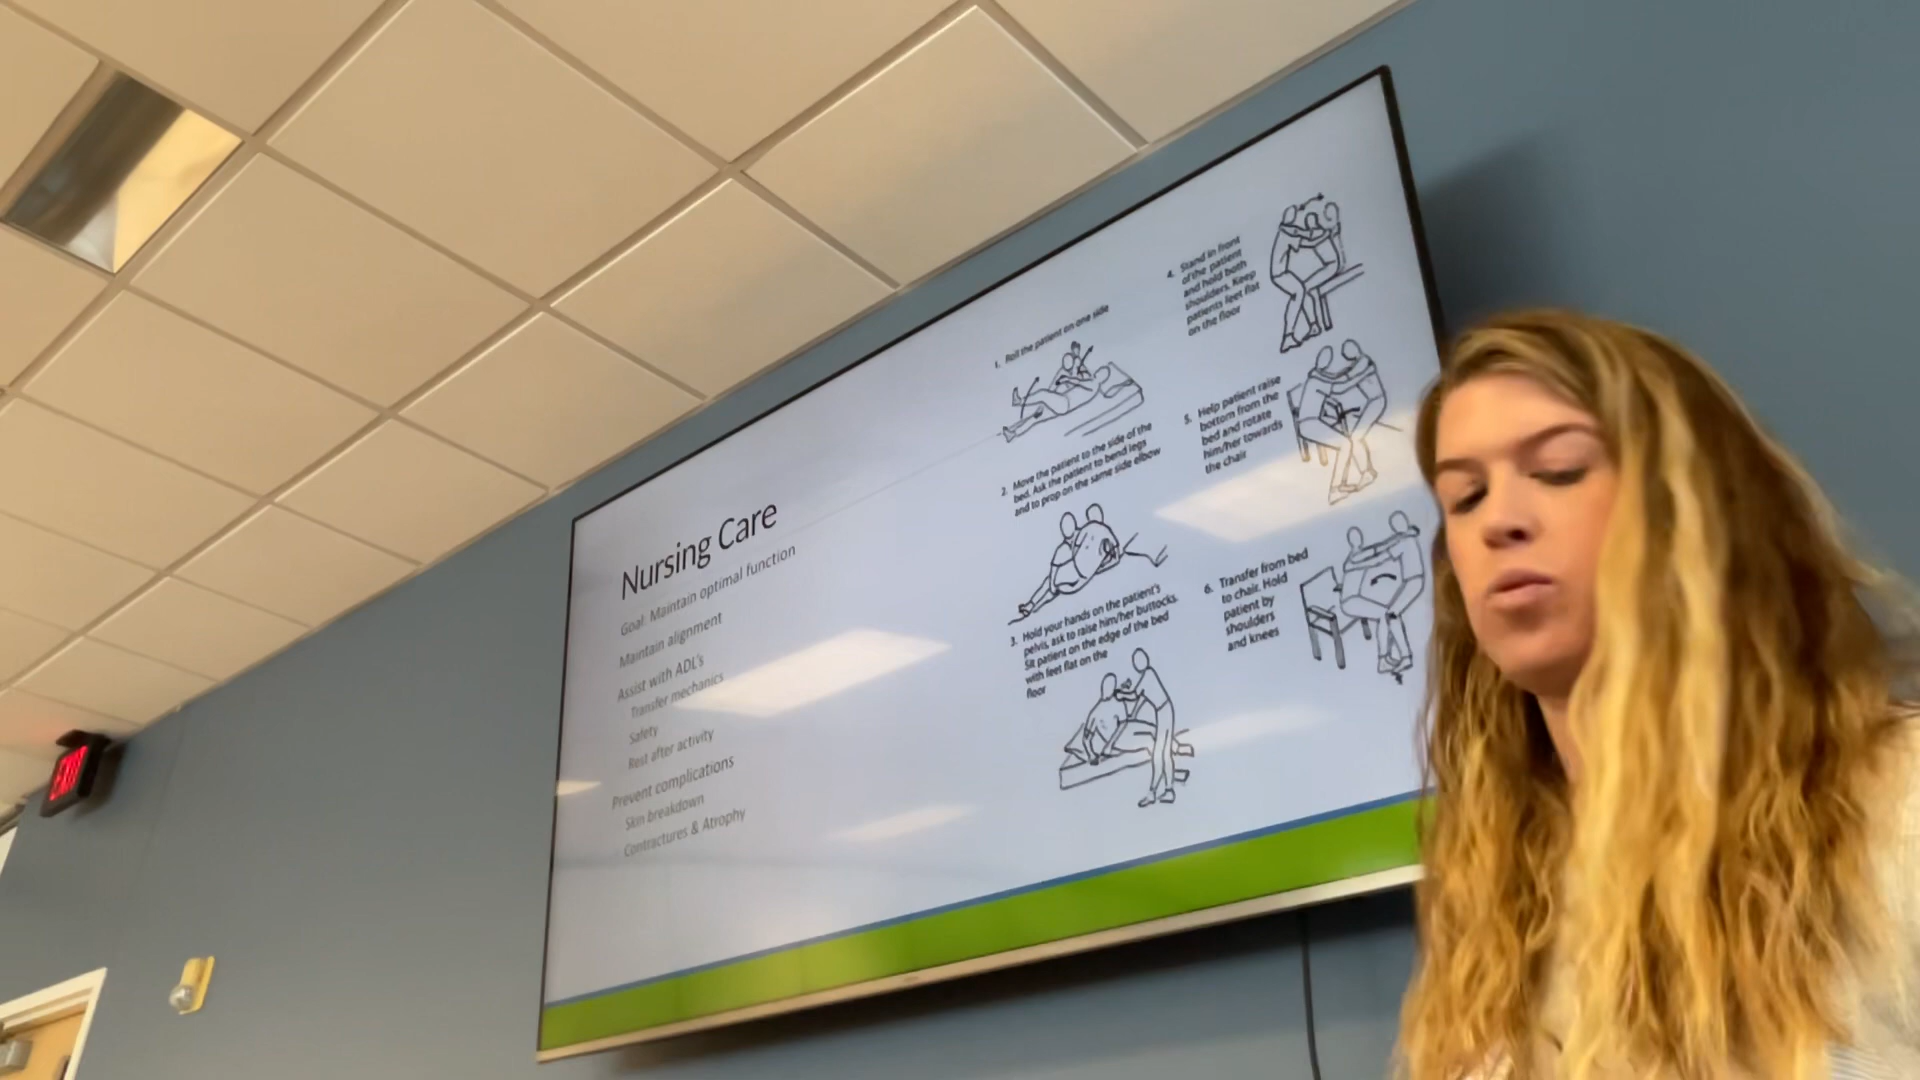 Nursing Care
Goal: Maintain optimal function
Maintain alignment
Assist with ADL's
Transfer mechanics
Safety
Rest after activity
Prevent complications
Skin breakdown
Contractures & Atrophy
1. Roll the patient on one side
2. Move the patient to the side of the
bed. Ask the patient to bend legs
and to prop on the same side elbow
3. Hold your hands on the patient's
pelvis, ask to raise him/her buttocks.
Sit patient on the edge of the bed
with feet flat on the
floor
4. Stand in front
of the patient
and hold both
shoulders. Keep
patients feet flat
on the floor
5. Help patient raise
bottom from the
bed and rotate
him/her towards
the chair
6. Transfer from bed
to chair. Hold
patient by
shoulders
and knees
EXIT